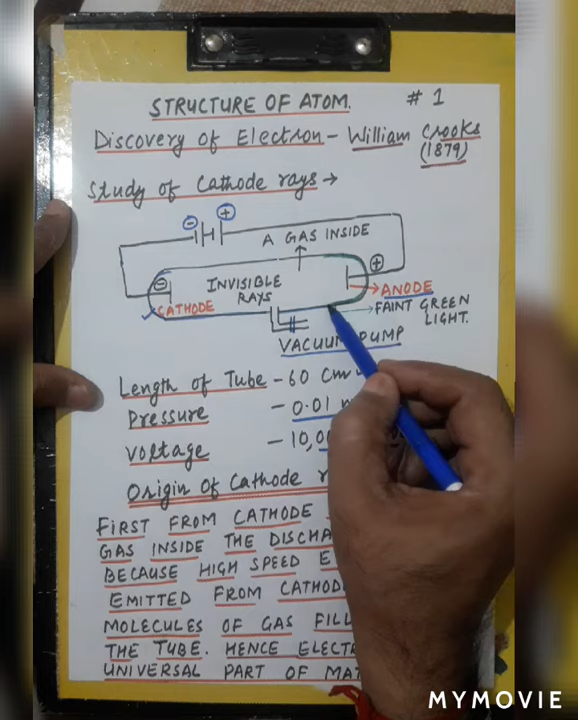 STRUCTURE OF ATOM. # 1
Discovery of Electron - William Crooks
(1879)
Study of Cathode rays →
⊖ ⊕
A GAS INSIDE
⊖ INVISIBLE ⊕
RAYS
CATHODE → ANODE
→ FAINT GREEN
LIGHT.
VACUUM PUMP
Length of Tube - 60 cm
Pressure - 0.01
Voltage - 10,0
Origin of Cathode
FIRST FROM CATHODE
GAS INSIDE THE
BECAUSE HIGH SPEED
EMITTED FROM
MOLECULES OF GAS
THE TUBE. HENCE
UNIVERSAL PART OF
MYMOVIE